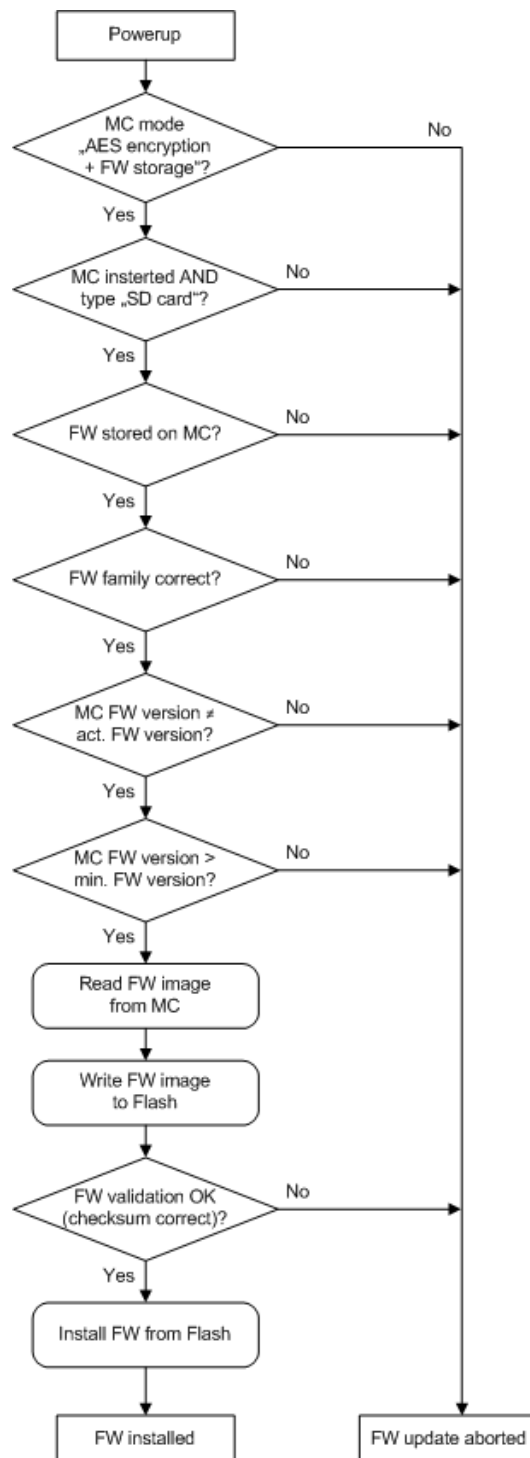 Powerup
MC mode
„AES encryption
+ FW storage“?
No
Yes
MC insterted AND
type „SD card“?
No
Yes
FW stored on MC?
No
Yes
FW family correct?
No
Yes
MC FW version ≠
act. FW version?
No
Yes
MC FW version >
min. FW version?
No
Yes
Read FW image
from MC
Write FW image
to Flash
FW validation OK
(checksum correct)?
No
Yes
Install FW from Flash
FW installed
FW update aborted